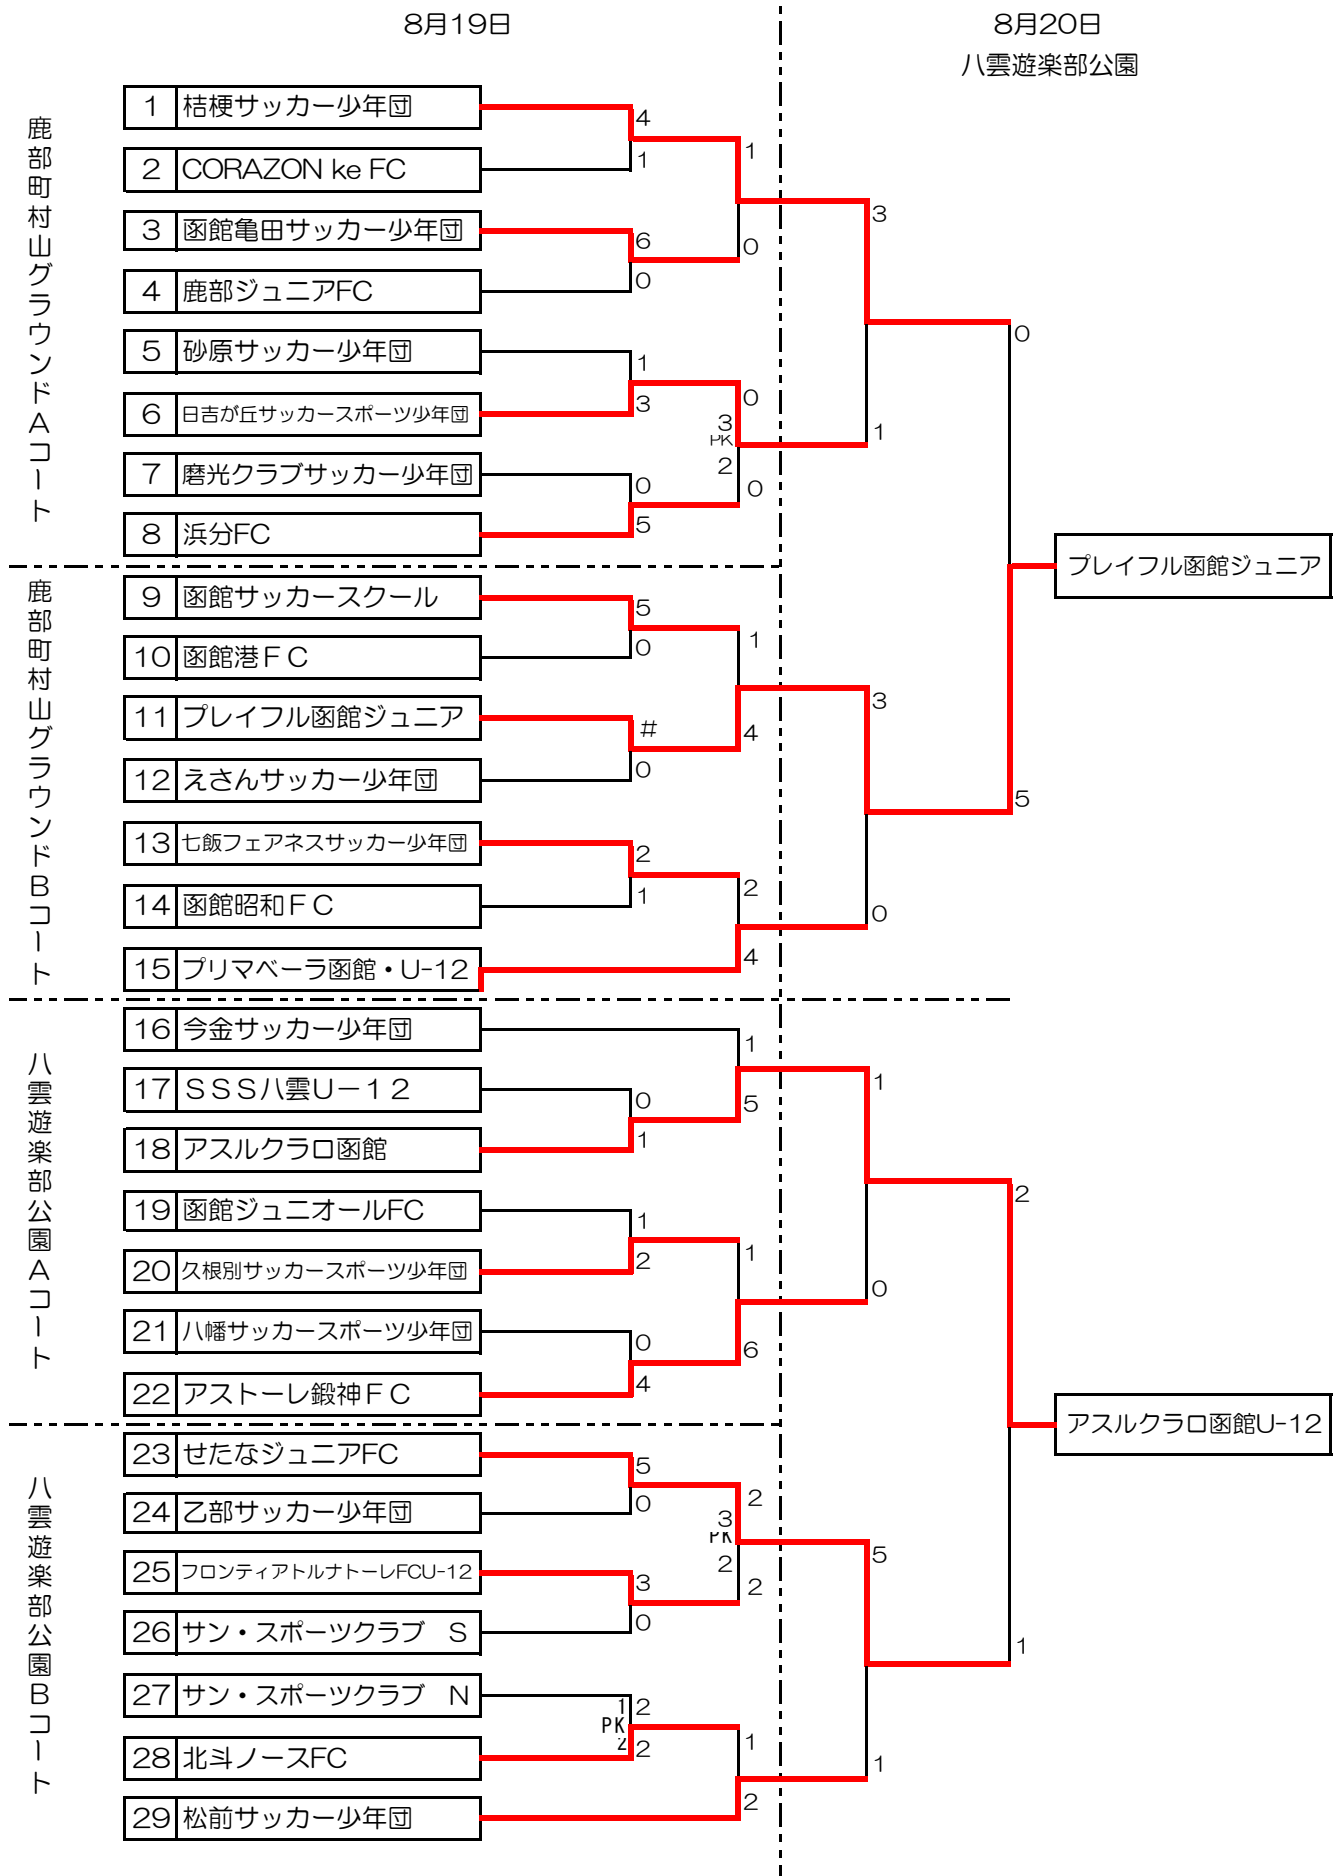 8月19日
8月20日
八雲遊楽部公園
鹿部町村山グラウンドAコート
1 桔梗サッカー少年団
4
2 CORAZON ke FC
1
1
3 函館亀田サッカー少年団
6
0
4 鹿部ジュニアFC
0
3
5 砂原サッカー少年団
1
0
6 日吉が丘サッカースポーツ少年団
3
3
PK
2
0
1
7 磨光クラブサッカー少年団
0
0
8 浜分FC
5
プレイフル函館ジュニア
鹿部町村山グラウンドBコート
9 函館サッカースクール
5
10 函館港FC
0
1
11 プレイフル函館ジュニア
#
4
3
12 えさんサッカー少年団
0
5
13 七飯フェアネスサッカー少年団
2
14 函館昭和FC
1
2
0
15 プリマベーラ函館・U-12
4
八雲遊楽部公園Aコート
16 今金サッカー少年団
1
17 SSS八雲U−12
0
5
1
18 アスルクラロ函館
1
19 函館ジュニオールFC
1
2
20 久根別サッカースポーツ少年団
2
1
0
21 八幡サッカースポーツ少年団
0
6
22 アストーレ鍛神FC
4
アスルクラロ函館U-12
八雲遊楽部公園Bコート
23 せたなジュニアFC
5
24 乙部サッカー少年団
0
2
3
PK
2
5
25 フロンティアトルナトーレFCU-12
3
2
26 サン・スポーツクラブ S
0
1
27 サン・スポーツクラブ N
1
2
PK
28 北斗ノースFC
2
2
1
1
29 松前サッカー少年団
2